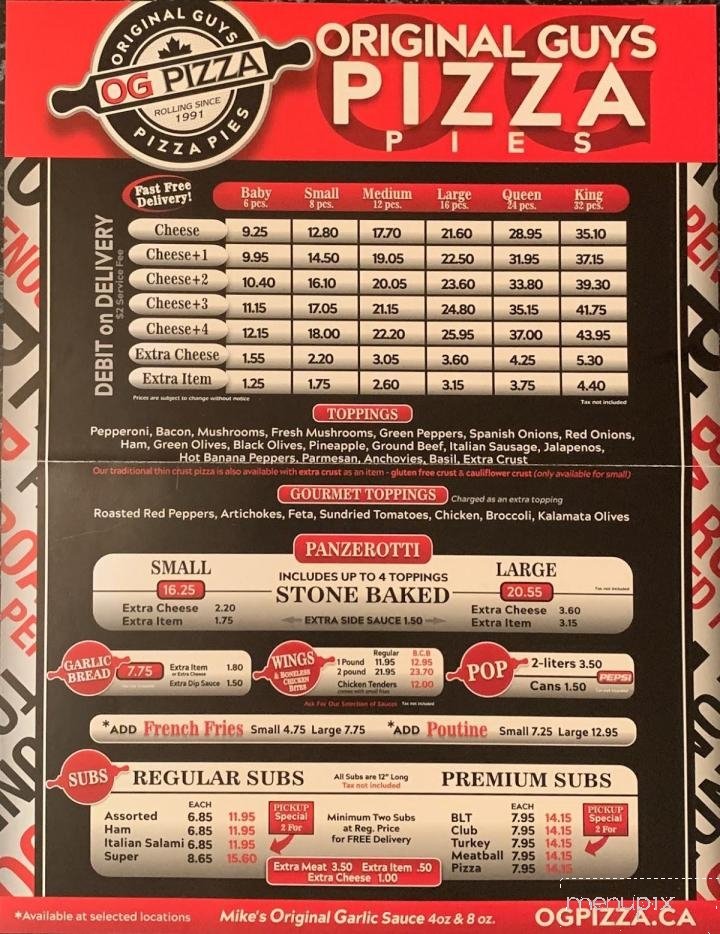 ORIGINAL GUYS
OG PIZZA
ROLLING SINCE
1991
PIZZA PIES
ORIGINAL GUYS
PIZZA
PIES
Fast Free
Delivery!
Baby Small Medium Large Queen King
6 pcs. 8 pcs. 12 pcs. 16 pcs. 24 pcs. 32 pcs.
DEBIT on DELIVERY
$2 Service Fee
Cheese 9.25 12.80 17.70 21.60 28.95 35.10
Cheese+1 9.95 14.50 19.05 22.50 31.95 37.15
Cheese+2 10.40 16.10 20.05 23.60 33.80 39.30
Cheese+3 11.15 17.05 21.15 24.80 35.15 41.75
Cheese+4 12.15 18.00 22.20 25.95 37.00 43.95
Extra Cheese 1.55 2.20 3.05 3.60 4.25 5.30
Extra Item 1.25 1.75 2.60 3.15 3.75 4.40
Prices are subject to change without notice Tax not included
TOPPINGS
Pepperoni, Bacon, Mushrooms, Fresh Mushrooms, Green Peppers, Spanish Onions, Red Onions,
Ham, Green Olives, Black Olives, Pineapple, Ground Beef, Italian Sausage, Jalapenos,
Hot Banana Peppers, Parmesan, Anchovies, Basil, Extra Crust
Our traditional thin crust pizza is also available with extra crust as an item - gluten free crust & cauliflower crust (only available for small)
GOURMET TOPPINGS Charged as an extra topping
Roasted Red Peppers, Artichokes, Feta, Sundried Tomatoes, Chicken, Broccoli, Kalamata Olives
PANZEROTTI
SMALL
16.25
Extra Cheese 2.20
Extra Item 1.75
INCLUDES UP TO 4 TOPPINGS
STONE BAKED
EXTRA SIDE SAUCE 1.50
LARGE
20.55
Tax not included
Extra Cheese 3.60
Extra Item 3.15
GARLIC
BREAD
7.75
Extra Item 1.80
or Extra Cheese
Extra Dip Sauce 1.50
WINGS
& BONELESS
CHICKEN
BITES
Regular B.C.B
1 Pound 11.95 12.95
2 pound 21.95 23.70
Chicken Tenders 12.00
comes with small fries
Ask For Our Selection of Sauces Tax not included
POP
2-liters 3.50
Cans 1.50
PEPSI
Tax not included
*ADD French Fries Small 4.75 Large 7.75 *ADD Poutine Small 7.25 Large 12.95
SUBS
REGULAR SUBS
EACH
Assorted 6.85 11.95
Ham 6.85 11.95
Italian Salami 6.85 11.95
Super 8.65 15.60
PICKUP
Special
2 For
All Subs are 12" Long
Tax not included
Minimum Two Subs
at Reg. Price
for FREE DELIVERY
Extra Meat 3.50 Extra Item .50
Extra Cheese 1.00
PREMIUM SUBS
EACH
BLT 7.95 14.15
Club 7.95 14.15
Turkey 7.95 14.15
Meatball 7.95 14.15
Pizza 7.95 14.15
PICKUP
Special
2 For
menupix
*Available at selected locations Mike's Original Garlic Sauce 4oz & 8 oz. OGPIZZA.CA